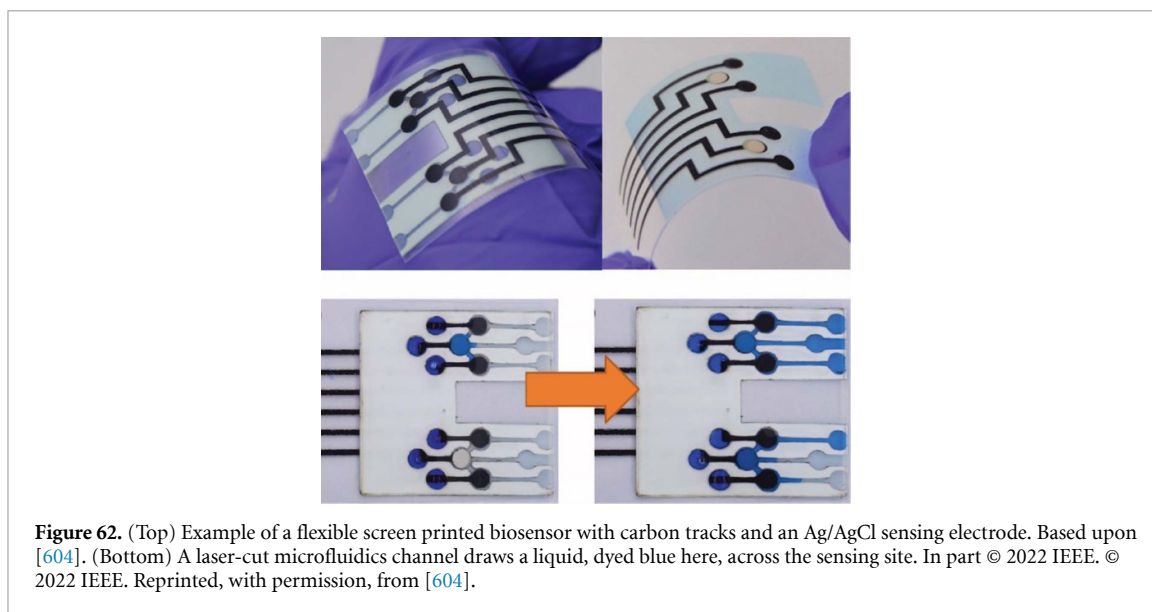 Figure 62. (Top) Example of a flexible screen printed biosensor with carbon tracks and an Ag/AgCl sensing electrode. Based upon
[604]. (Bottom) A laser-cut microfluidics channel draws a liquid, dyed blue here, across the sensing site. In part © 2022 IEEE. ©
2022 IEEE. Reprinted, with permission, from [604].